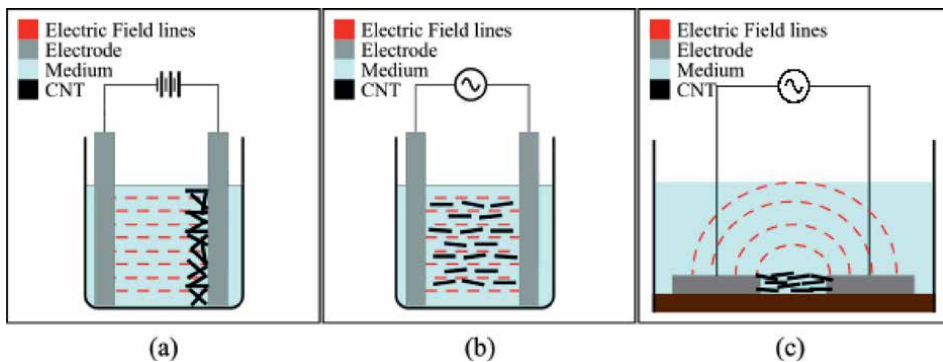 Electric Field lines
Electrode
Medium
CNT
Electric Field lines
Electrode
Medium
CNT
Electric Field lines
Electrode
Medium
CNT
(a)
(b)
(c)